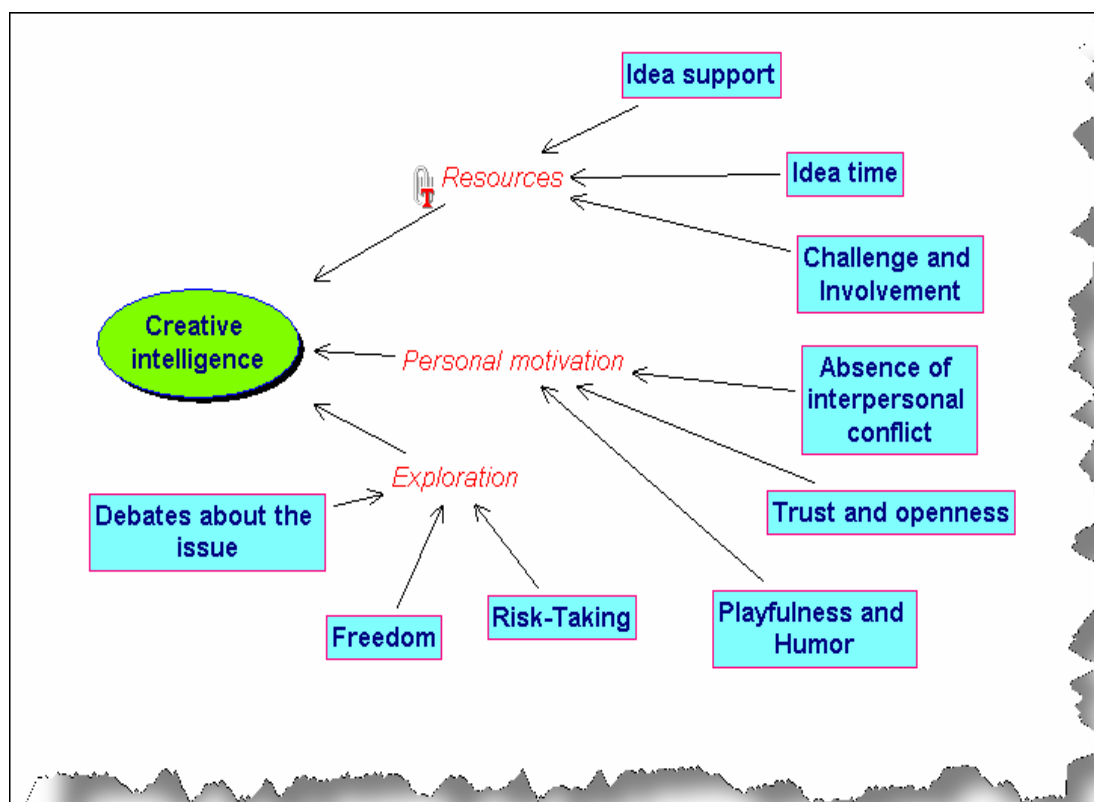 Idea support
Resources
Idea time
Challenge and
Involvement
Creative
intelligence
Personal motivation
Absence of
interpersonal
conflict
Exploration
Debates about the
issue
Trust and openness
Freedom
Risk-Taking
Playfulness and
Humor
T